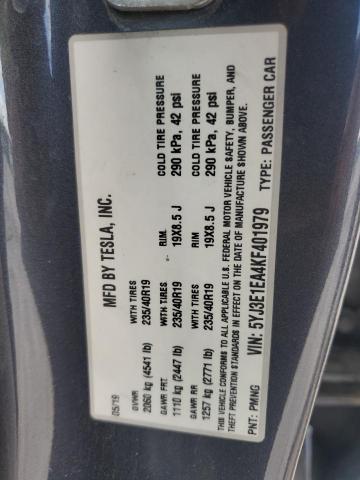 MFD BY TESLA, INC.
05/19
GVWR WITH TIRES RIM. COLD TIRE PRESSURE
2060 kg (4541 lb) 235/40R19 19X8.5 J 290 kPa, 42 psi
GAWR FRT WITH TIRES RIM COLD TIRE PRESSURE
1110 kg (2447 lb) 235/40R19 19X8.5 J 290 kPa, 42 psi
GAWR RR WITH TIRES
1257 kg (2771 lb) 235/40R19
THIS VEHICLE CONFORMS TO ALL APPLICABLE U.S. FEDERAL MOTOR VEHICLE SAFETY, BUMPER, AND
THEFT PREVENTION STANDARDS IN EFFECT ON THE DATE OF MANUFACTURE SHOWN ABOVE.
VIN: 5YJ3E1EA4KF401979
PNT: PMNG TYPE: PASSENGER CAR